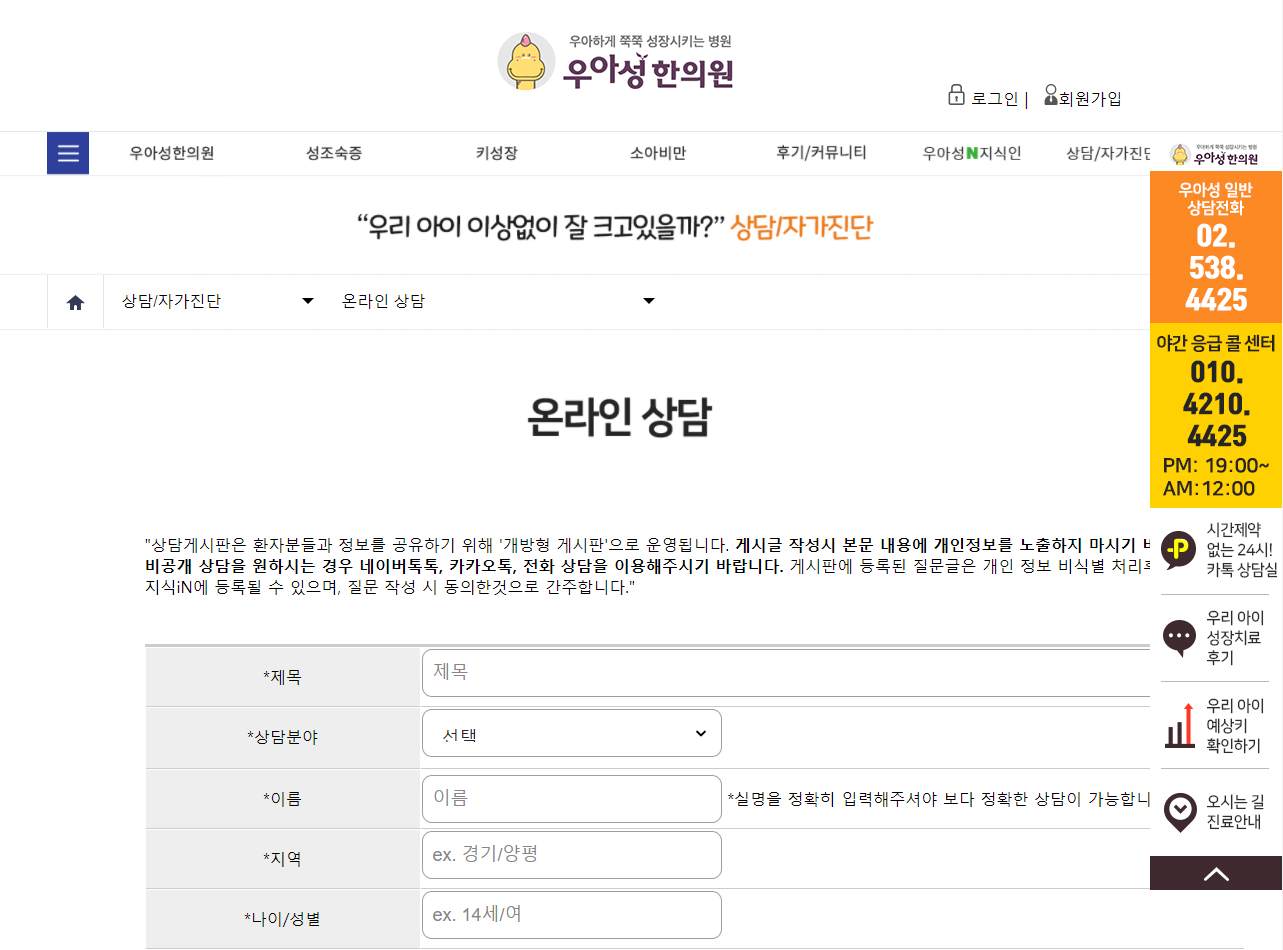 우아하게 쭉쭉 성장시키는 병원
우아성 한의원
로그인 | 회원가입
우아성한의원 성조숙증 키성장 소아비만 후기/커뮤니티 우아성N지식인 상담/자가진단
우아하게 쭉쭉 성장시키는 병원
우아성한의원
“우리 아이 이상없이 잘 크고있을까?” 상담/자가진단
상담/자가진단 온라인 상담
온라인 상담
"상담게시판은 환자분들과 정보를 공유하기 위해 '개방형 게시판'으로 운영됩니다. 게시글 작성시 본문 내용에 개인정보를 노출하지 마시기
비공개 상담을 원하시는 경우 네이버톡톡, 카카오톡, 전화 상담을 이용해주시기 바랍니다. 게시판에 등록된 질문글은 개인 정보 비식별 처리
지식iN에 등록될 수 있으며, 질문 작성 시 동의한것으로 간주합니다."
*제목 제목
*상담분야 선택
*이름 이름 *실명을 정확히 입력해주셔야 보다 정확한 상담이 가능합니
*지역 ex. 경기/양평
*나이/성별 ex. 14세/여
우아성 일반
상담전화
02.
538.
4425
야간 응급 콜 센터
010.
4210.
4425
PM: 19:00~
AM:12:00
시간제약
없는 24시!
카톡 상담실
우리 아이
성장치료
후기
우리 아이
예상키
확인하기
오시는 길
진료안내